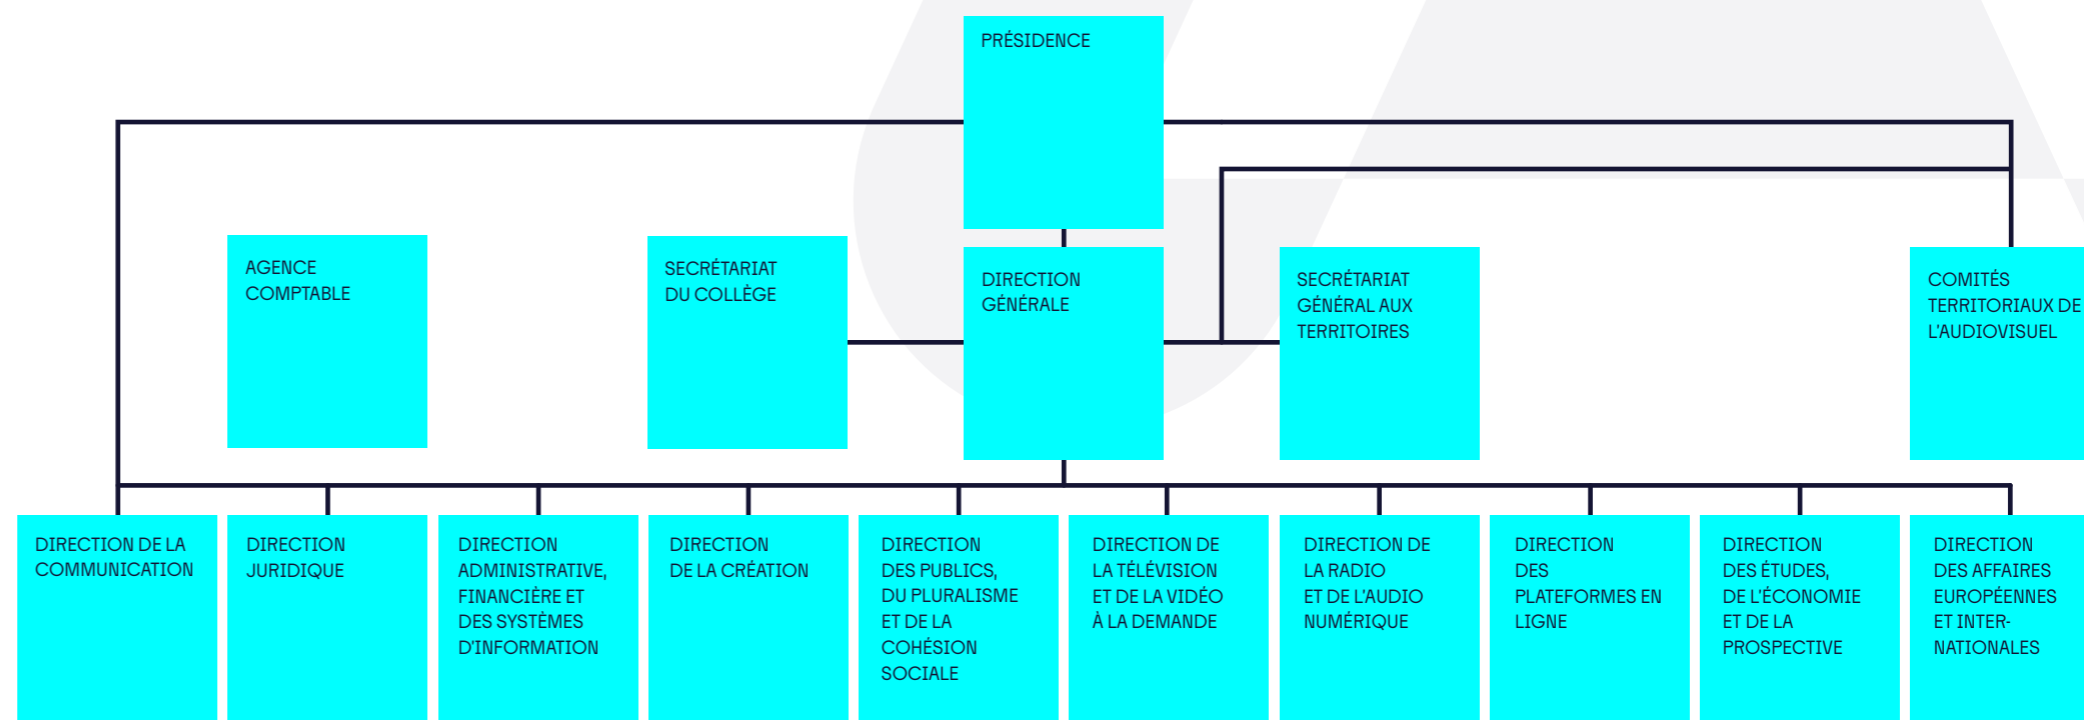 PRÉSIDENCE
AGENCE
COMPTABLE
SECRÉTARIAT
DU COLLÈGE
DIRECTION
GÉNÉRALE
SECRÉTARIAT
GÉNÉRAL AUX
TERRITOIRES
COMITÉS
TERRITORIAUX DE
L'AUDIOVISUEL
DIRECTION DE LA
COMMUNICATION
DIRECTION
JURIDIQUE
DIRECTION
ADMINISTRATIVE,
FINANCIÈRE ET
DES SYSTÈMES
D'INFORMATION
DIRECTION
DE LA CRÉATION
DIRECTION
DES PUBLICS,
DU PLURALISME
ET DE LA
COHÉSION
SOCIALE
DIRECTION DE
LA TÉLÉVISION
ET DE LA VIDÉO
À LA DEMANDE
DIRECTION DE
LA RADIO
ET DE L'AUDIO
NUMÉRIQUE
DIRECTION
DES
PLATEFORMES EN
LIGNE
DIRECTION
DES ÉTUDES,
DE L'ÉCONOMIE
ET DE LA
PROSPECTIVE
DIRECTION
DES AFFAIRES
EUROPÉENNES
ET INTER-
NATIONALES